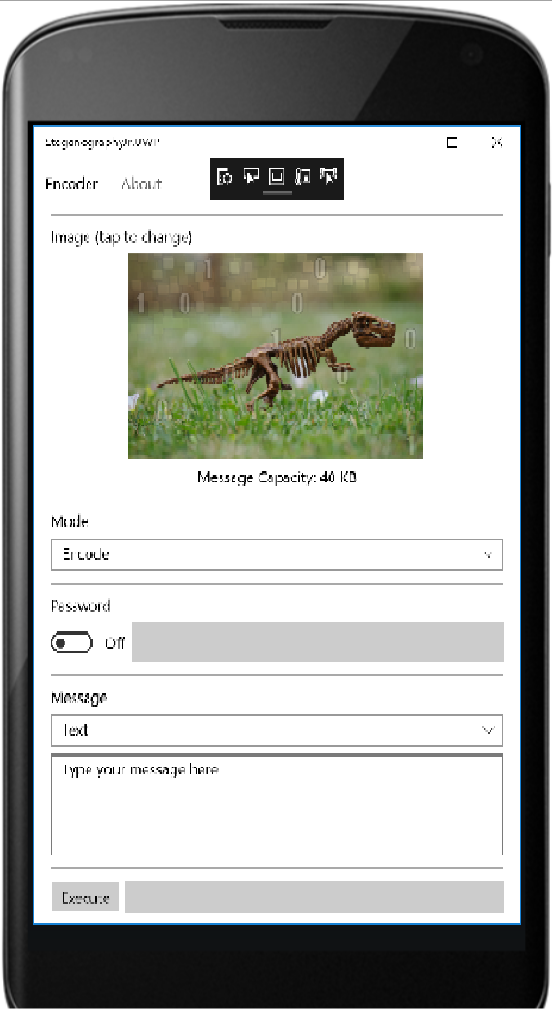 Encoder About
Image (tap to change)
1 0
1 0 0
1 0
0
0
1
Message Capacity: 40 KB
Mode
Encode
Password
Off
Message
Text
Type your message here
Execute